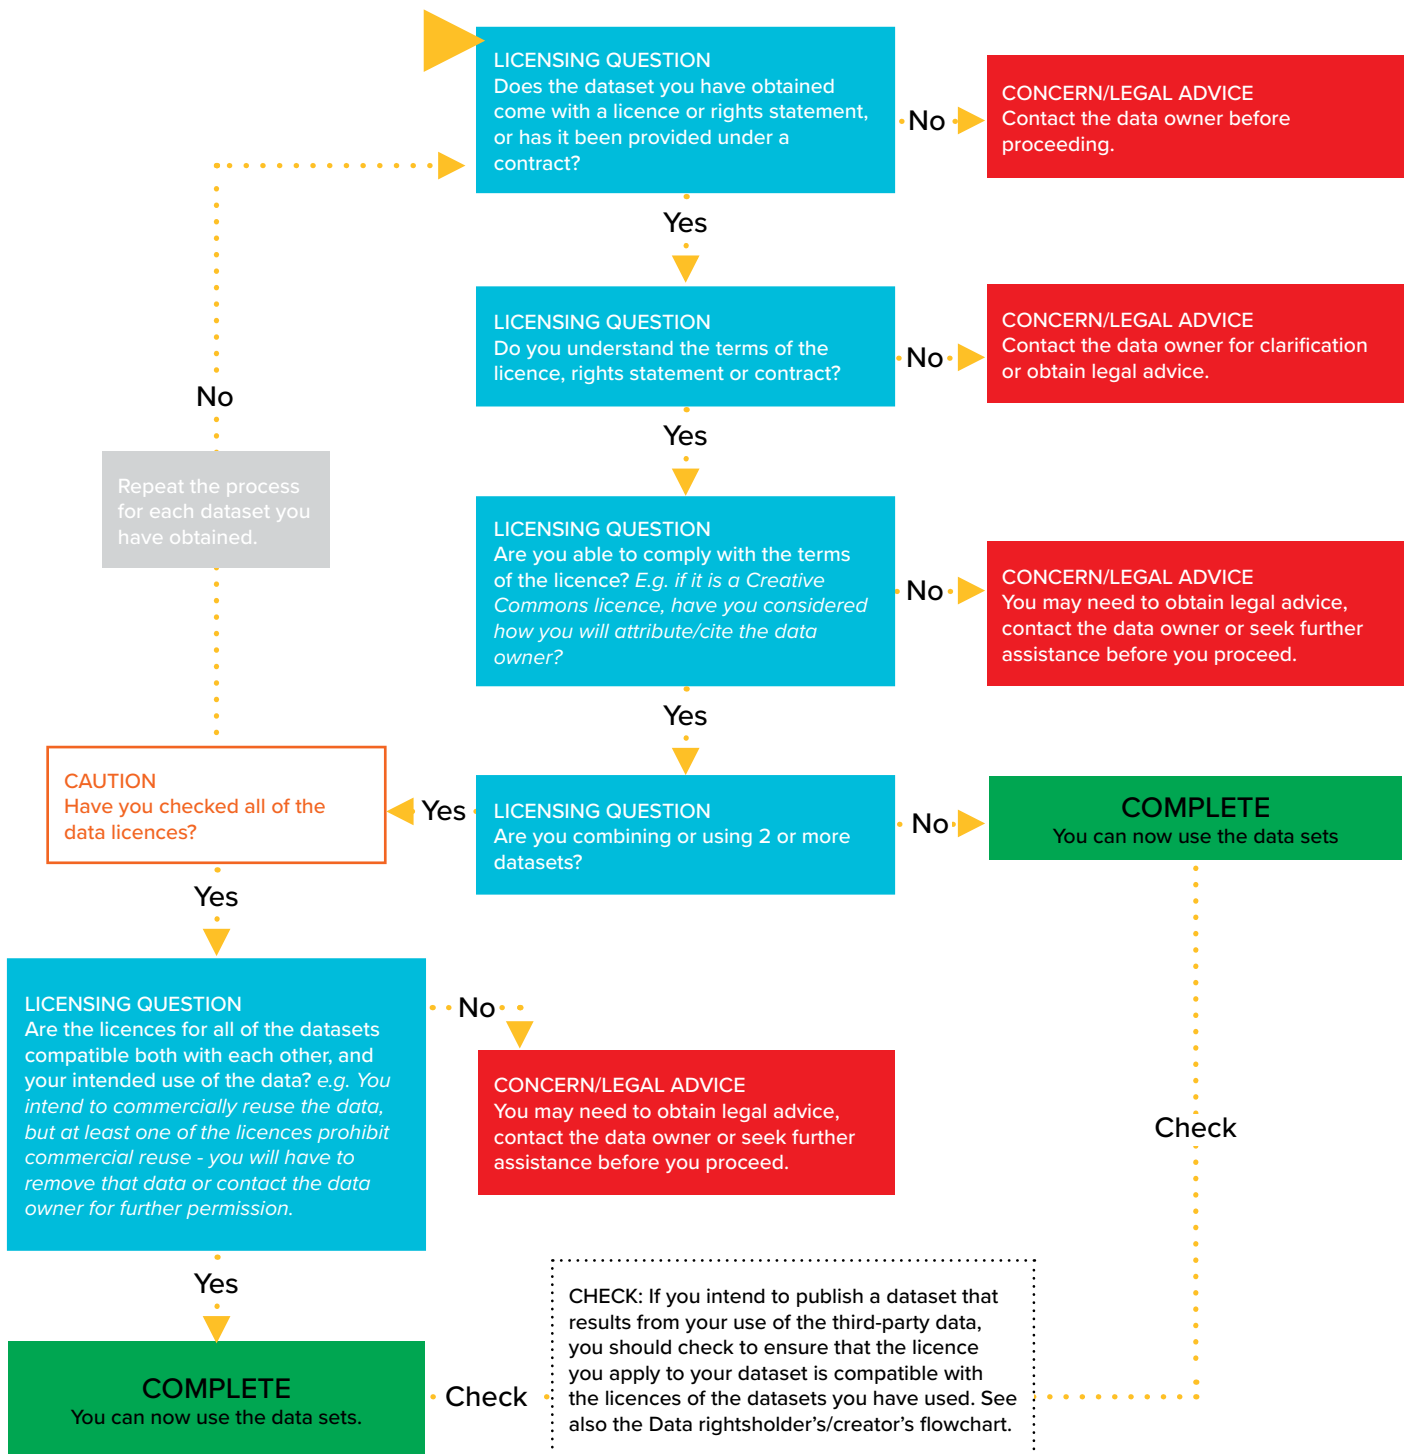 LICENSING QUESTION
Does the dataset you have obtained
come with a licence or rights statement,
or has it been provided under a
contract?
No
CONCERN/LEGAL ADVICE
Contact the data owner before
proceeding.
Yes
LICENSING QUESTION
Do you understand the terms of the
licence, rights statement or contract?
No
CONCERN/LEGAL ADVICE
Contact the data owner for clarification
or obtain legal advice.
No
Yes
Repeat the process
for each dataset you
have obtained.
LICENSING QUESTION
Are you able to comply with the terms
of the licence? E.g. if it is a Creative
Commons licence, have you considered
how you will attribute/cite the data
owner?
No
CONCERN/LEGAL ADVICE
You may need to obtain legal advice,
contact the data owner or seek further
assistance before you proceed.
Yes
CAUTION
Have you checked all of the
data licences?
Yes
LICENSING QUESTION
Are you combining or using 2 or more
datasets?
No
COMPLETE
You can now use the data sets
Yes
LICENSING QUESTION
Are the licences for all of the datasets
compatible both with each other, and
your intended use of the data? e.g. You
intend to commercially reuse the data,
but at least one of the licences prohibit
commercial reuse - you will have to
remove that data or contact the data
owner for further permission.
No
CONCERN/LEGAL ADVICE
You may need to obtain legal advice,
contact the data owner or seek further
assistance before you proceed.
Check
Yes
COMPLETE
You can now use the data sets.
Check
CHECK: If you intend to publish a dataset that
results from your use of the third-party data,
you should check to ensure that the licence
you apply to your dataset is compatible with
the licences of the datasets you have used. See
also the Data rightsholder’s/creator’s flowchart.